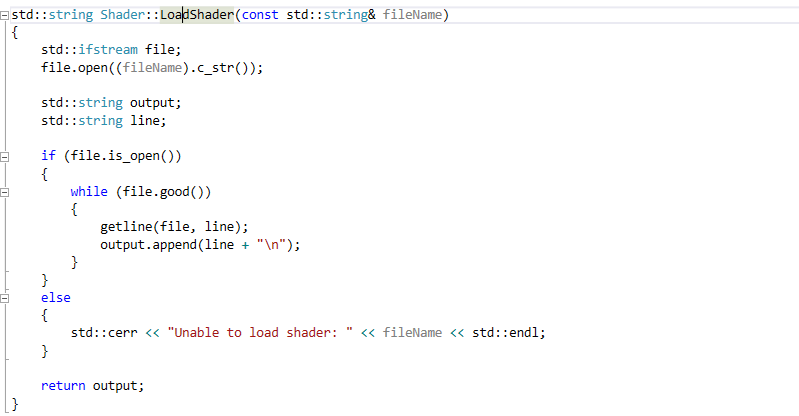 std::string Shader::LoadShader(const std::string& fileName)
{
    std::ifstream file;
    file.open((fileName).c_str());

    std::string output;
    std::string line;

    if (file.is_open())
    {
        while (file.good())
        {
            getline(file, line);
            output.append(line + "\n");
        }
    }
    else
    {
        std::cerr << "Unable to load shader: " << fileName << std::endl;
    }

    return output;
}